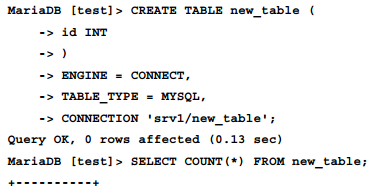 MariaDB [test]> CREATE TABLE new_table (
-> id INT
-> )
-> ENGINE = CONNECT,
-> TABLE_TYPE = MYSQL,
-> CONNECTION 'srv1/new_table';
Query OK, 0 rows affected (0.13 sec)
MariaDB [test]> SELECT COUNT(*) FROM new_table;
+----------+